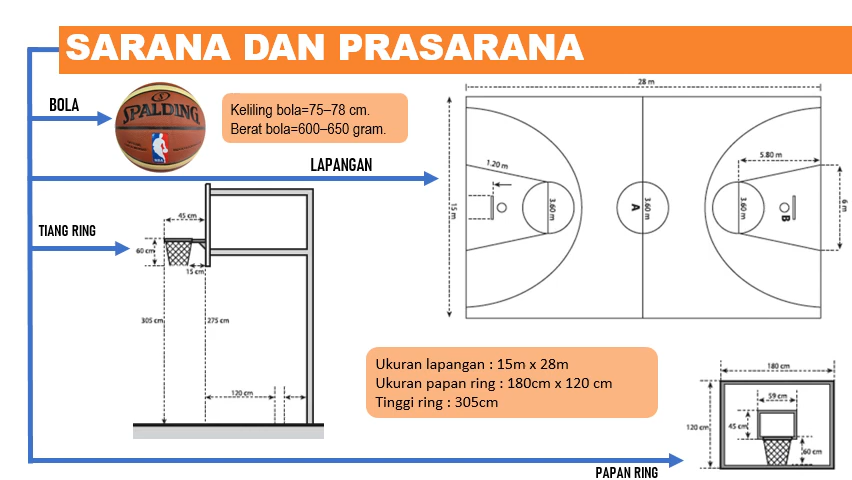 SARANA DAN PRASARANA
BOLA
SPALDING
NBA
Keliling bola=75–78 cm.
Berat bola=600–650 gram.
LAPANGAN
28 m
15 m
1.20 m
3.60 m
3.60 m
A
5.80 m
3.60 m
B
6 m
TIANG RING
45 cm
60 cm
15 cm
305 cm
275 cm
120 cm
Ukuran lapangan : 15m x 28m
Ukuran papan ring : 180cm x 120 cm
Tinggi ring : 305cm
180 cm
59 cm
120 cm
45 cm
60 cm
PAPAN RING